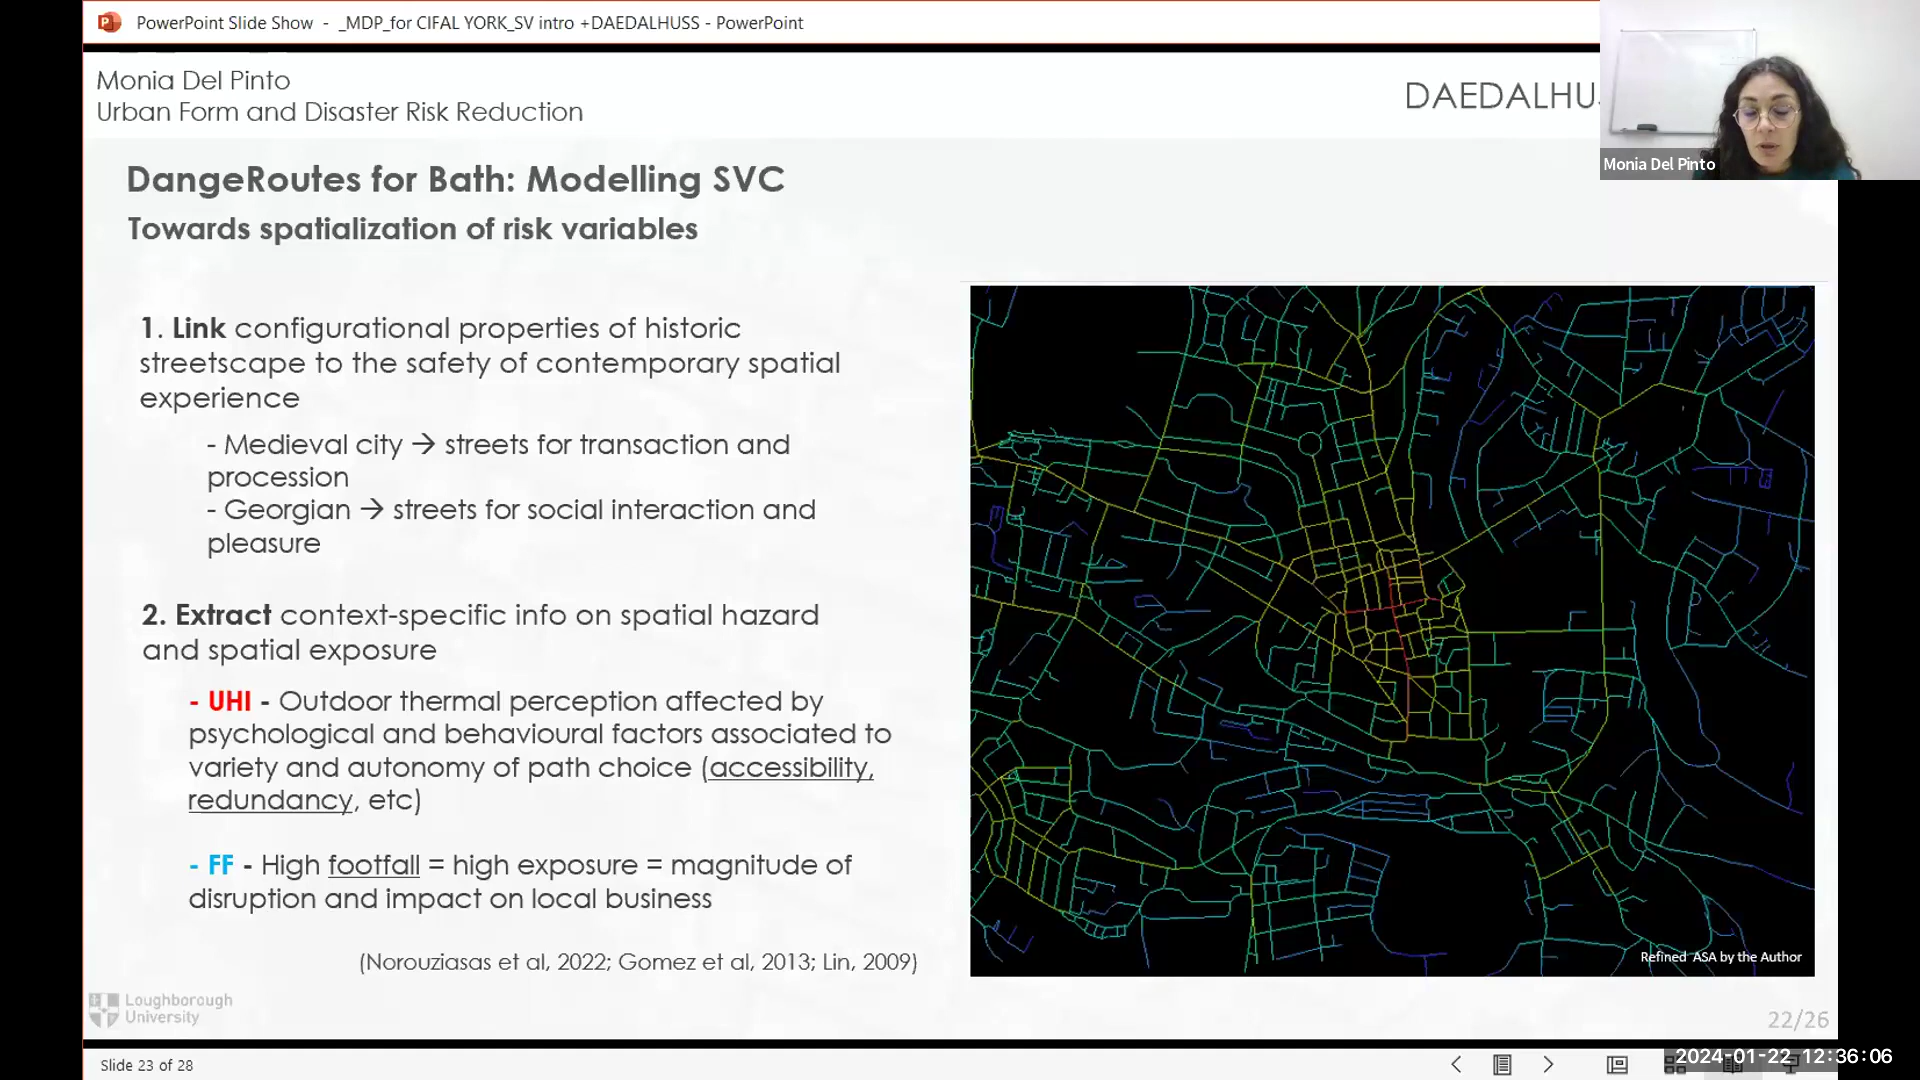 PowerPoint Slide Show - _MDP_for CIFAL YORK_SV intro +DAEDALHUSS - PowerPoint
Monia Del Pinto
Urban Form and Disaster Risk Reduction
Monia Del Pinto
DangeRoutes for Bath: Modelling SVC
Towards spatialization of risk variables
1. Link configurational properties of historic
streetscape to the safety of contemporary spatial
experience
- Medieval city → streets for transaction and
procession
- Georgian → streets for social interaction and
pleasure
2. Extract context-specific info on spatial hazard
and spatial exposure
- UHI - Outdoor thermal perception affected by
psychological and behavioural factors associated to
variety and autonomy of path choice (accessibility,
redundancy, etc)
- FF - High footfall = high exposure = magnitude of
disruption and impact on local business
(Norouziasas et al, 2022; Gomez et al, 2013; Lin, 2009)
Refined ASA by the Author
Loughborough
University
22/26
Slide 23 of 28
2024-01-22 12:36:06